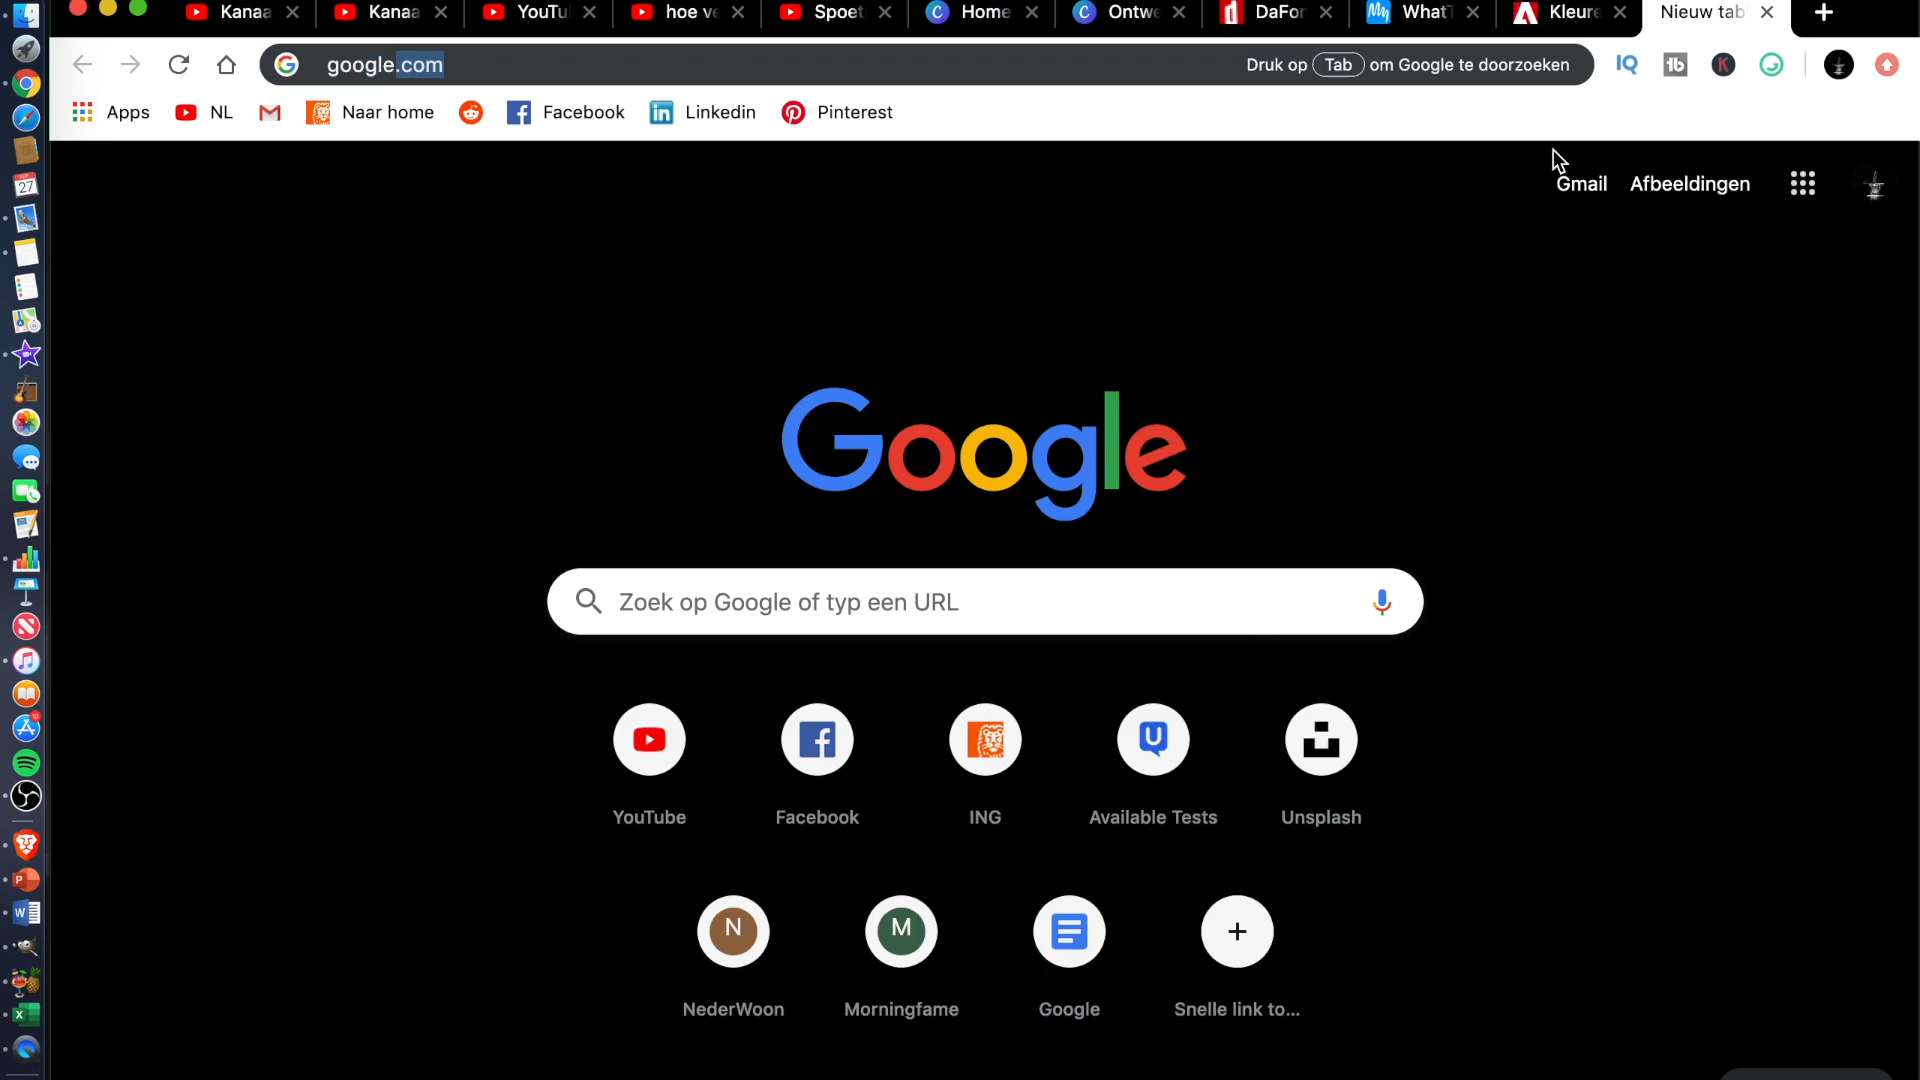 Kanaa Kanaa YouTu hoe ve Spoet Home Ontwe DaFor WhatT Kleure Nieuw tab
google.com Druk op Tab om Google te doorzoeken
Apps NL Naar home Facebook Linkedin Pinterest
Gmail Afbeeldingen
Google
Zoek op Google of typ een URL
YouTube Facebook ING Available Tests Unsplash
N M
NederWoon Morningfame Google Snelle link to...